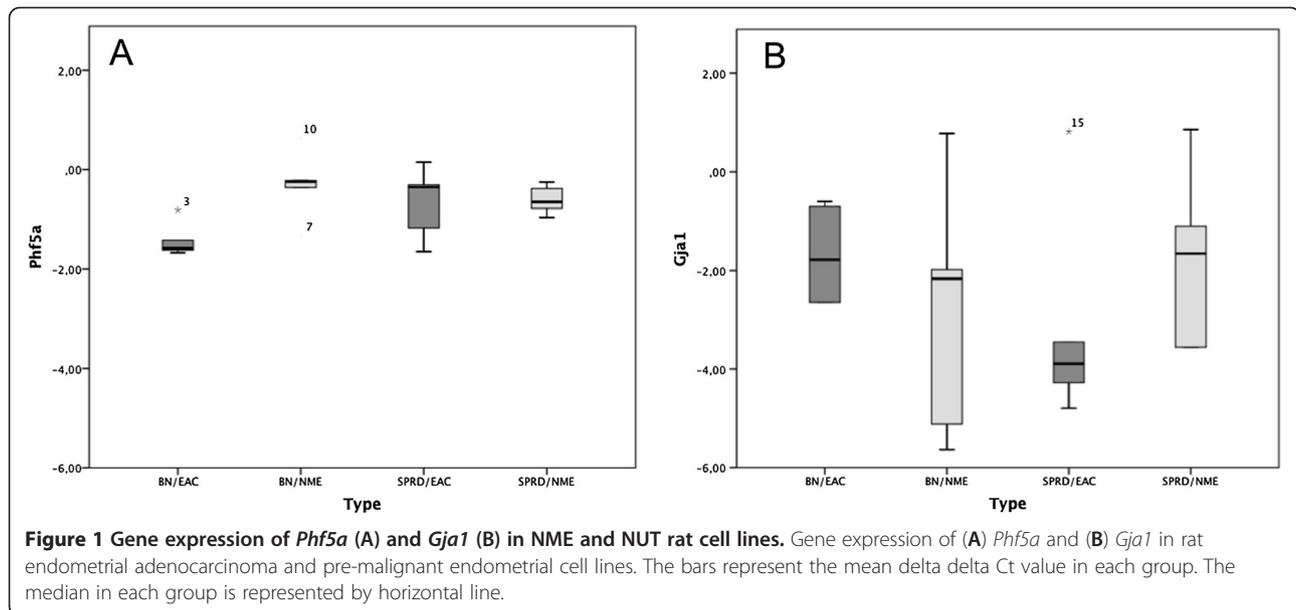 A
Phf5a
2,00
,00
-2,00
-4,00
-6,00
3
10
7
BN/EAC BN/NME SPRD/EAC SPRD/NME
Type
B
Gja1
2,00
,00
-2,00
-4,00
-6,00
15
BN/EAC BN/NME SPRD/EAC SPRD/NME
Type
Figure 1 Gene expression of Phf5a (A) and Gja1 (B) in NME and NUT rat cell lines. Gene expression of (A) Phf5a and (B) Gja1 in rat
endometrial adenocarcinoma and pre-malignant endometrial cell lines. The bars represent the mean delta delta Ct value in each group. The
median in each group is represented by horizontal line.